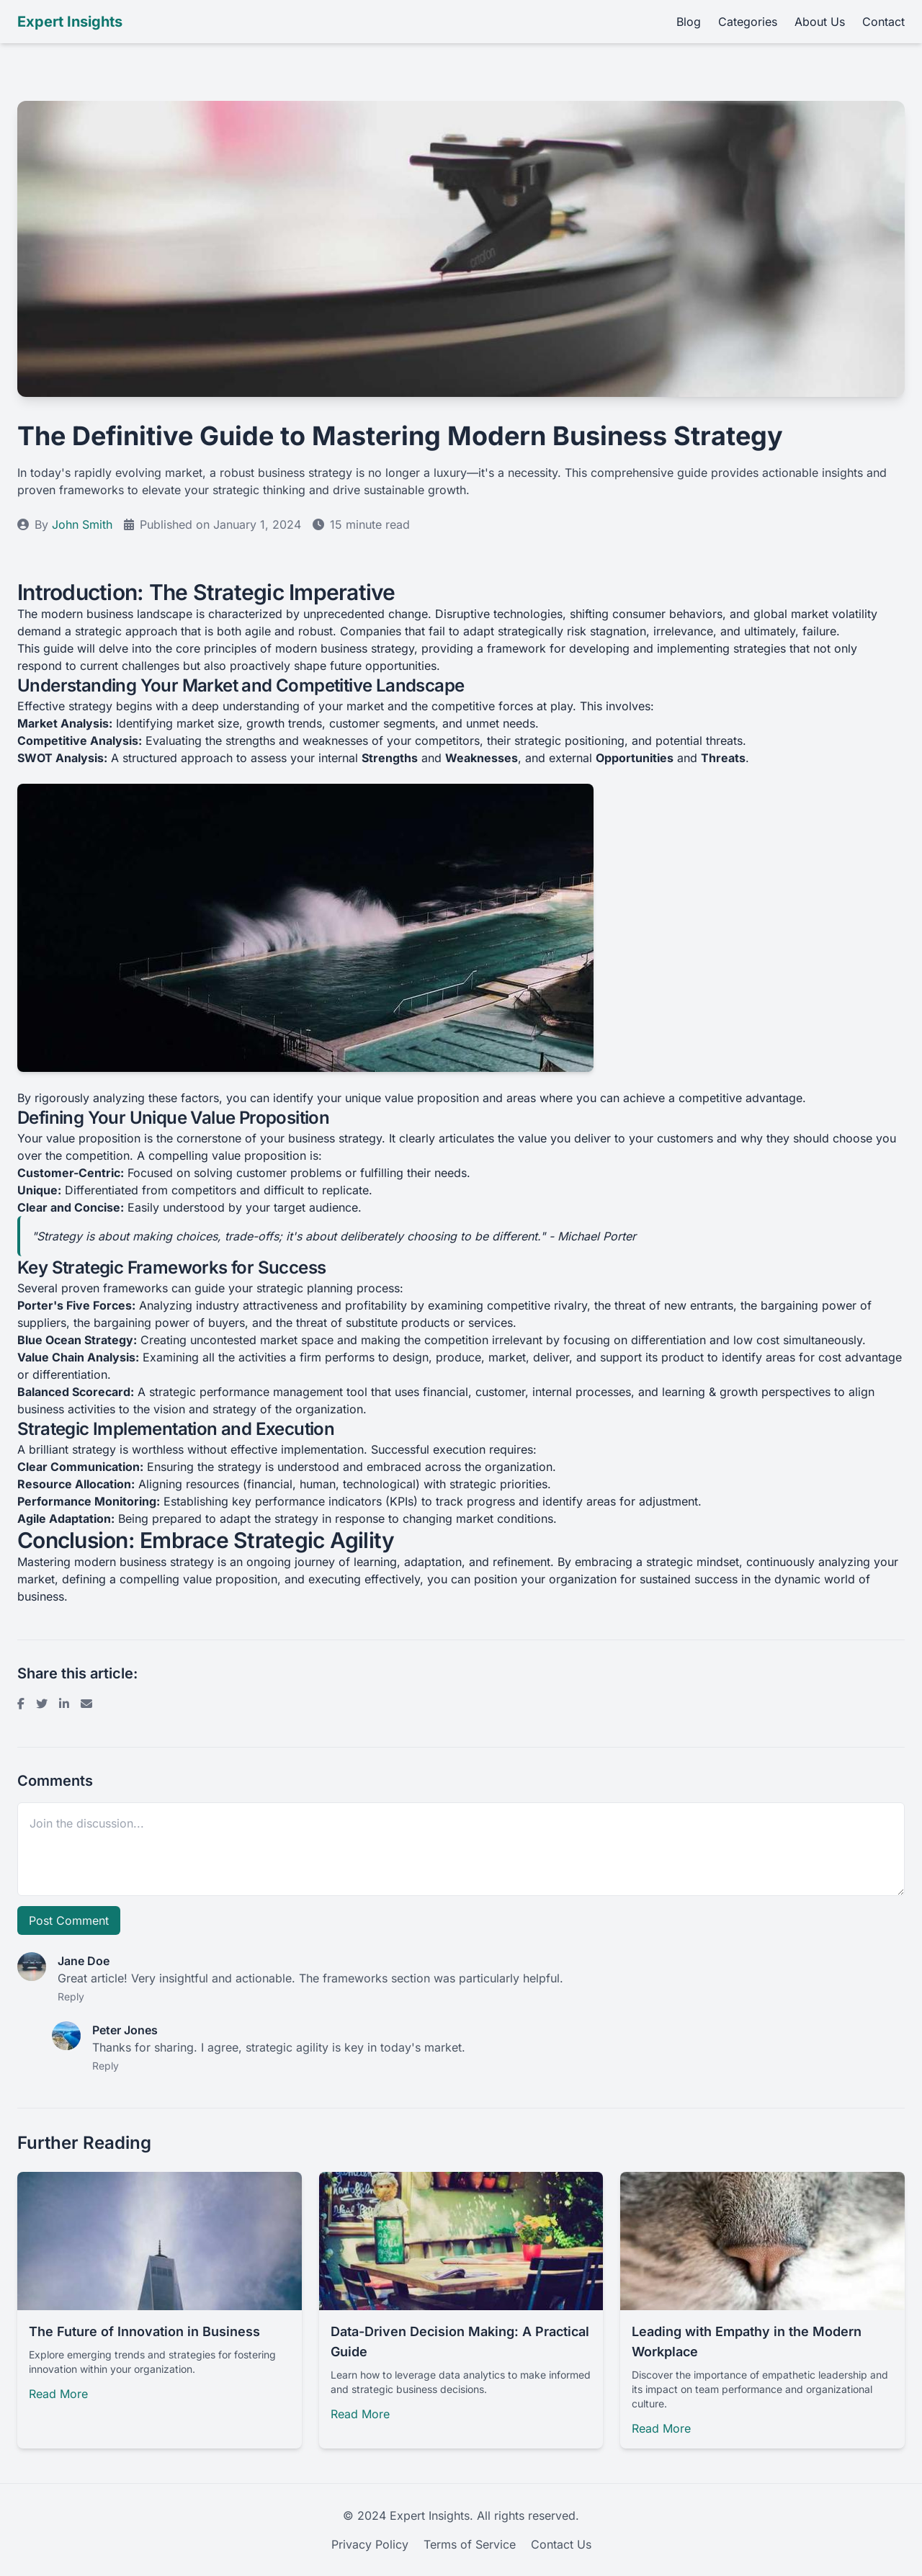 Expert Insights
Blog Categories About Us Contact
ortofon
The Definitive Guide to Mastering Modern Business Strategy
In today's rapidly evolving market, a robust business strategy is no longer a luxury—it's a necessity. This comprehensive guide provides actionable insights and
proven frameworks to elevate your strategic thinking and drive sustainable growth.
By John Smith Published on January 1, 2024 15 minute read
Introduction: The Strategic Imperative
The modern business landscape is characterized by unprecedented change. Disruptive technologies, shifting consumer behaviors, and global market volatility
demand a strategic approach that is both agile and robust. Companies that fail to adapt strategically risk stagnation, irrelevance, and ultimately, failure.
This guide will delve into the core principles of modern business strategy, providing a framework for developing and implementing strategies that not only
respond to current challenges but also proactively shape future opportunities.
Understanding Your Market and Competitive Landscape
Effective strategy begins with a deep understanding of your market and the competitive forces at play. This involves:
Market Analysis: Identifying market size, growth trends, customer segments, and unmet needs.
Competitive Analysis: Evaluating the strengths and weaknesses of your competitors, their strategic positioning, and potential threats.
SWOT Analysis: A structured approach to assess your internal Strengths and Weaknesses, and external Opportunities and Threats.
By rigorously analyzing these factors, you can identify your unique value proposition and areas where you can achieve a competitive advantage.
Defining Your Unique Value Proposition
Your value proposition is the cornerstone of your business strategy. It clearly articulates the value you deliver to your customers and why they should choose you
over the competition. A compelling value proposition is:
Customer-Centric: Focused on solving customer problems or fulfilling their needs.
Unique: Differentiated from competitors and difficult to replicate.
Clear and Concise: Easily understood by your target audience.
"Strategy is about making choices, trade-offs; it's about deliberately choosing to be different." - Michael Porter
Key Strategic Frameworks for Success
Several proven frameworks can guide your strategic planning process:
Porter's Five Forces: Analyzing industry attractiveness and profitability by examining competitive rivalry, the threat of new entrants, the bargaining power of
suppliers, the bargaining power of buyers, and the threat of substitute products or services.
Blue Ocean Strategy: Creating uncontested market space and making the competition irrelevant by focusing on differentiation and low cost simultaneously.
Value Chain Analysis: Examining all the activities a firm performs to design, produce, market, deliver, and support its product to identify areas for cost advantage
or differentiation.
Balanced Scorecard: A strategic performance management tool that uses financial, customer, internal processes, and learning & growth perspectives to align
business activities to the vision and strategy of the organization.
Strategic Implementation and Execution
A brilliant strategy is worthless without effective implementation. Successful execution requires:
Clear Communication: Ensuring the strategy is understood and embraced across the organization.
Resource Allocation: Aligning resources (financial, human, technological) with strategic priorities.
Performance Monitoring: Establishing key performance indicators (KPIs) to track progress and identify areas for adjustment.
Agile Adaptation: Being prepared to adapt the strategy in response to changing market conditions.
Conclusion: Embrace Strategic Agility
Mastering modern business strategy is an ongoing journey of learning, adaptation, and refinement. By embracing a strategic mindset, continuously analyzing your
market, defining a compelling value proposition, and executing effectively, you can position your organization for sustained success in the dynamic world of
business.
Share this article:
Comments
Join the discussion...
Post Comment
Jane Doe
Great article! Very insightful and actionable. The frameworks section was particularly helpful.
Reply
Peter Jones
Thanks for sharing. I agree, strategic agility is key in today's market.
Reply
Further Reading
The Future of Innovation in Business
Explore emerging trends and strategies for fostering
innovation within your organization.
Read More
Data-Driven Decision Making: A Practical
Guide
Learn how to leverage data analytics to make informed
and strategic business decisions.
Read More
Leading with Empathy in the Modern
Workplace
Discover the importance of empathetic leadership and
its impact on team performance and organizational
culture.
Read More
© 2024 Expert Insights. All rights reserved.
Privacy Policy Terms of Service Contact Us